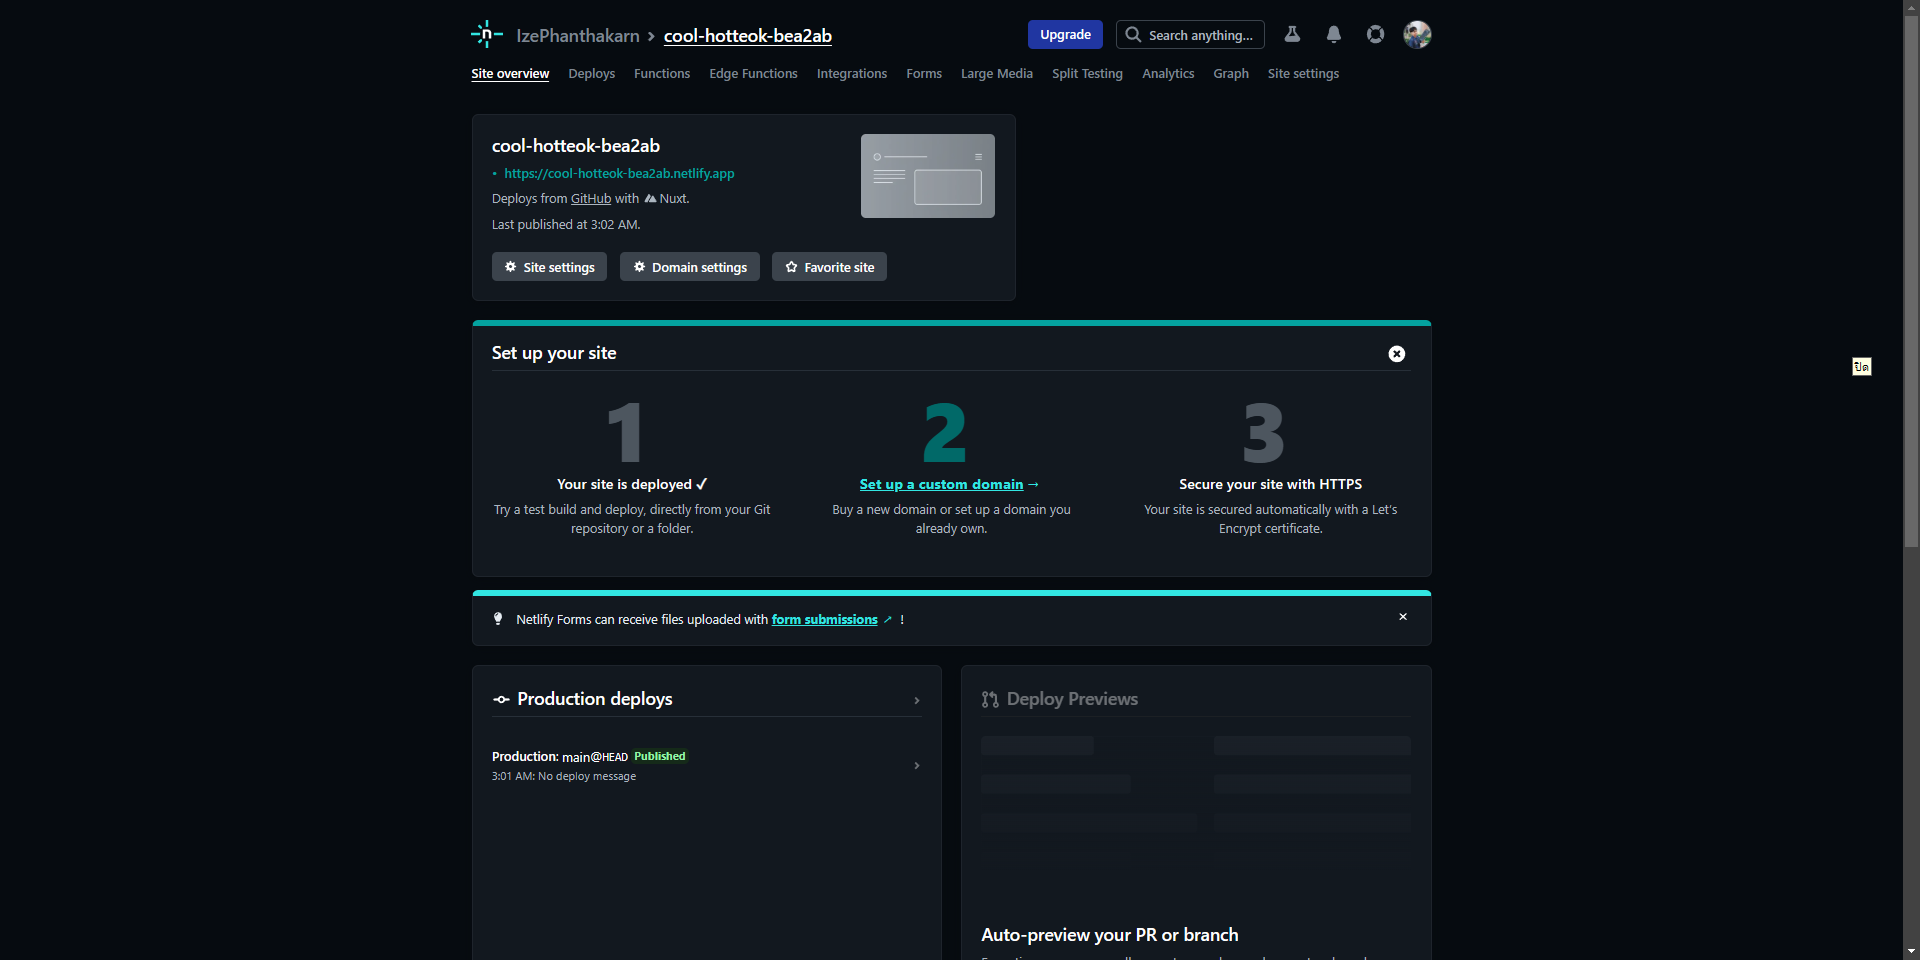 n IzePhanthakarn > cool-hotteok-bea2ab Upgrade Search anything...
Site overview Deploys Functions Edge Functions Integrations Forms Large Media Split Testing Analytics Graph Site settings
cool-hotteok-bea2ab
• https://cool-hotteok-bea2ab.netlify.app
Deploys from GitHub with Nuxt.
Last published at 3:02 AM.
Site settings Domain settings Favorite site
Set up your site
ปิด
1
Your site is deployed ✓
Try a test build and deploy, directly from your Git
repository or a folder.
2
Set up a custom domain →
Buy a new domain or set up a domain you
already own.
3
Secure your site with HTTPS
Your site is secured automatically with a Let's
Encrypt certificate.
Netlify Forms can receive files uploaded with form submissions ↗ !
Production deploys
Production: main@HEAD Published
3:01 AM: No deploy message
Deploy Previews
Auto-preview your PR or branch